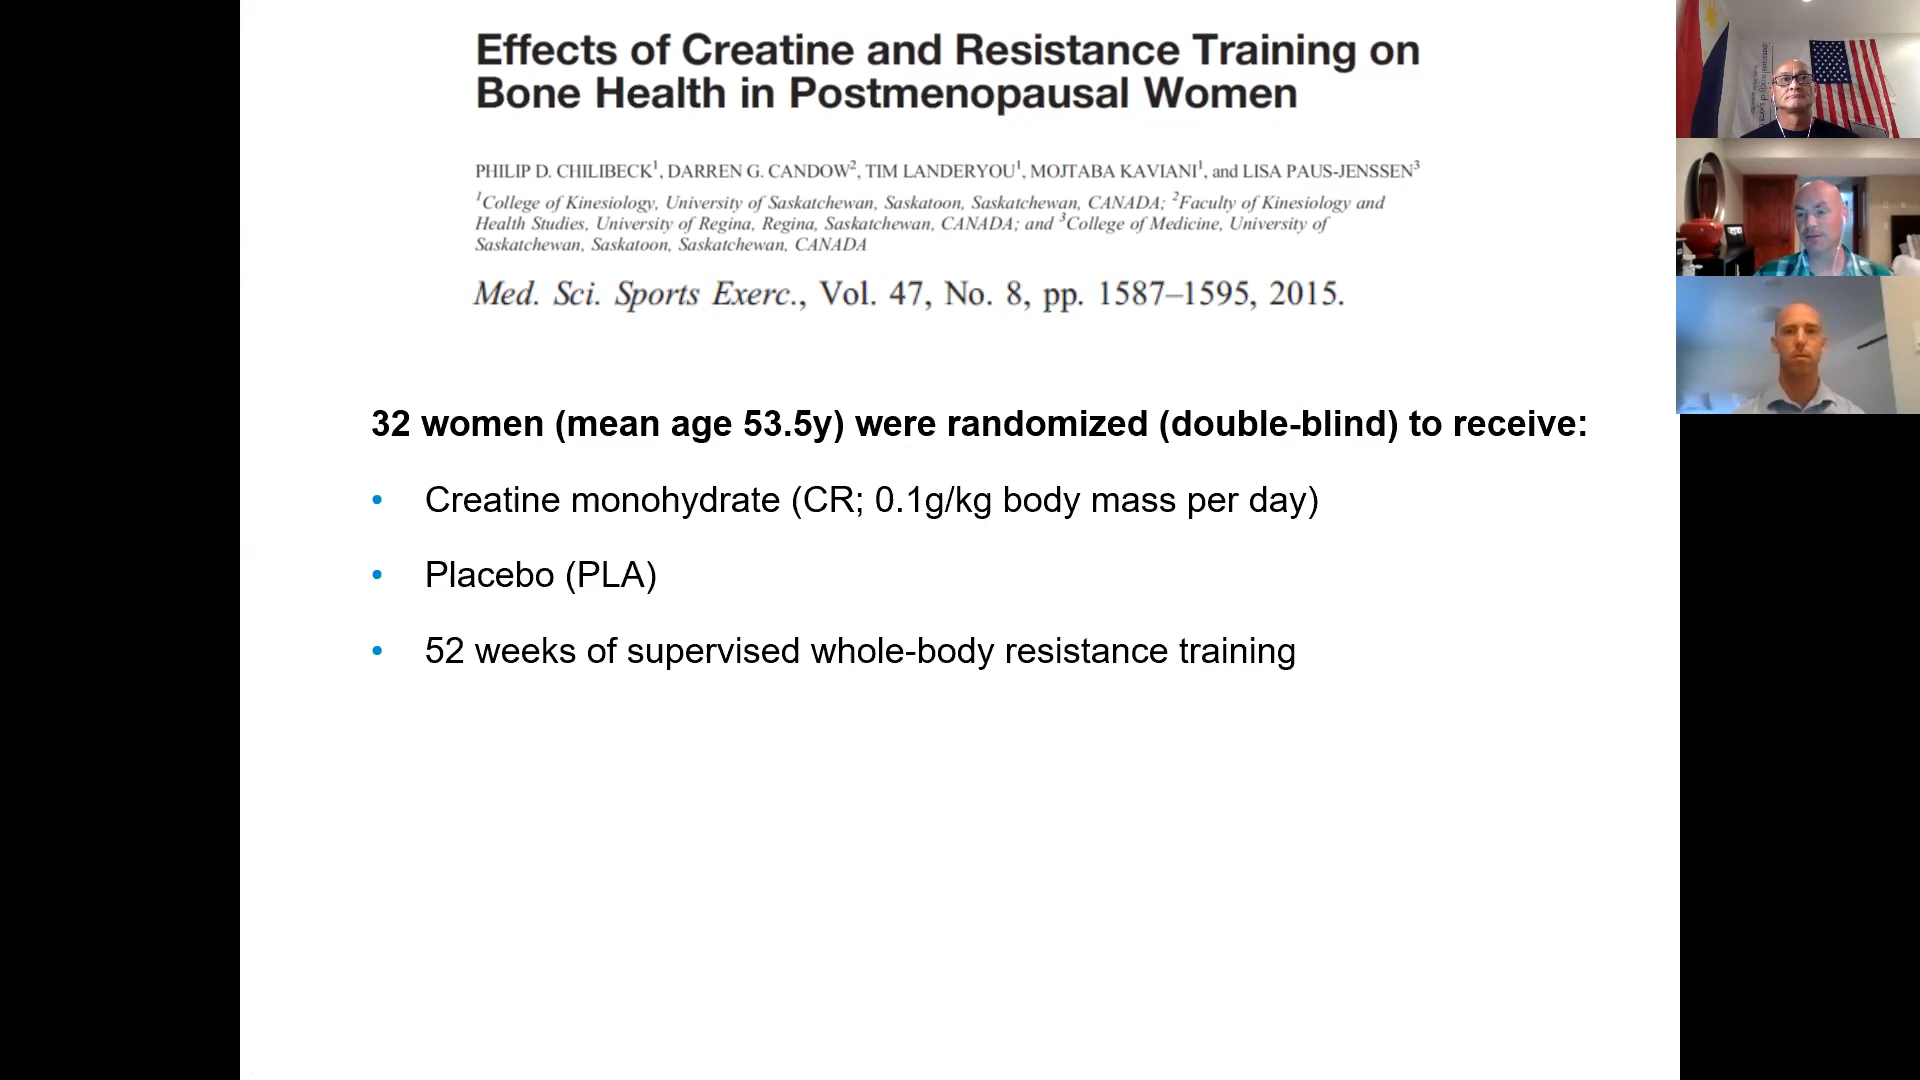 Effects of Creatine and Resistance Training on
Bone Health in Postmenopausal Women
PHILIP D. CHILIBECK1, DARREN G. CANDOW2, TIM LANDERYOU1, MOJTABA KAVIANI1, and LISA PAUS-JENSSEN3
1College of Kinesiology, University of Saskatchewan, Saskatoon, Saskatchewan, CANADA; 2Faculty of Kinesiology and
Health Studies, University of Regina, Regina, Saskatchewan, CANADA; and 3College of Medicine, University of
Saskatchewan, Saskatoon, Saskatchewan, CANADA
Med. Sci. Sports Exerc., Vol. 47, No. 8, pp. 1587–1595, 2015.
32 women (mean age 53.5y) were randomized (double-blind) to receive:
• Creatine monohydrate (CR; 0.1g/kg body mass per day)
• Placebo (PLA)
• 52 weeks of supervised whole-body resistance training